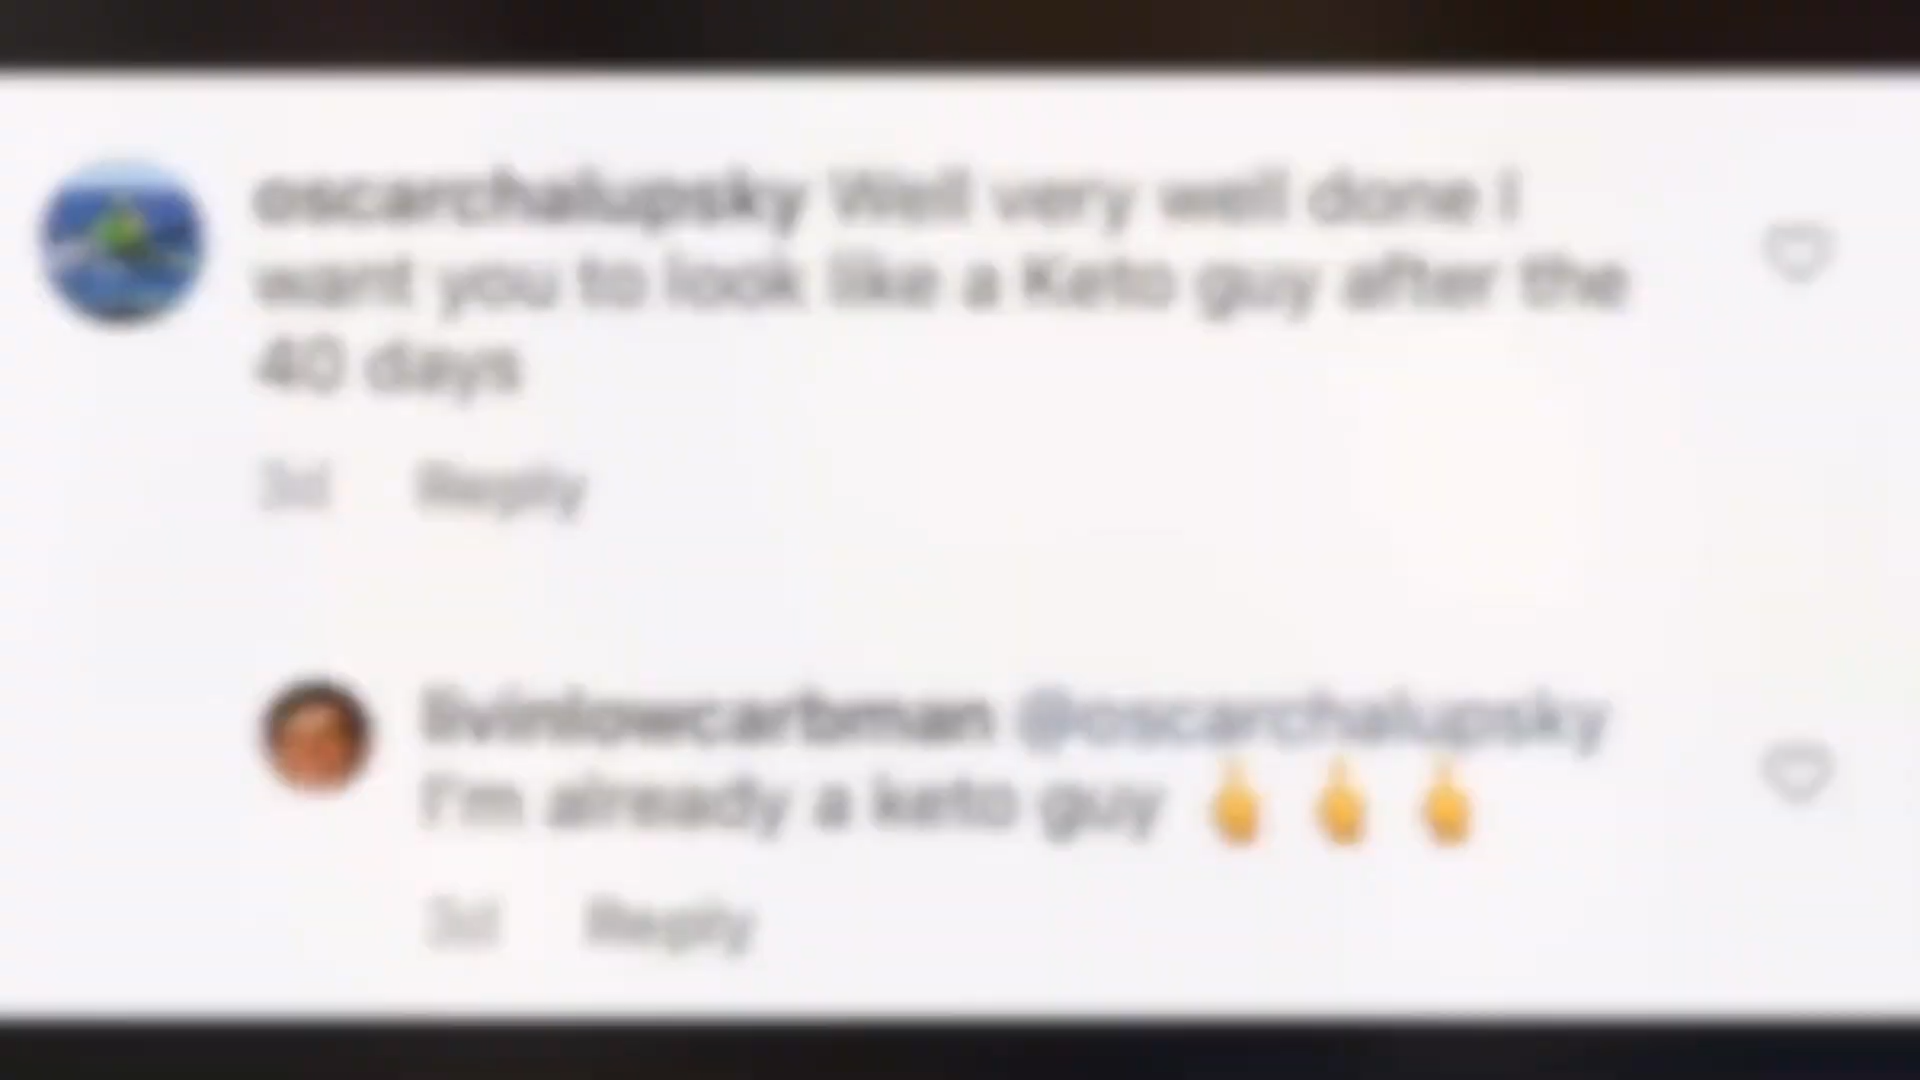 oscarchalupsky Well very well done I
want you to look like a Keto guy after the
40 days
3d Reply
livinlowcarbman @oscarchalupsky
I'm already a keto guy 🖕🖕🖕
3d Reply